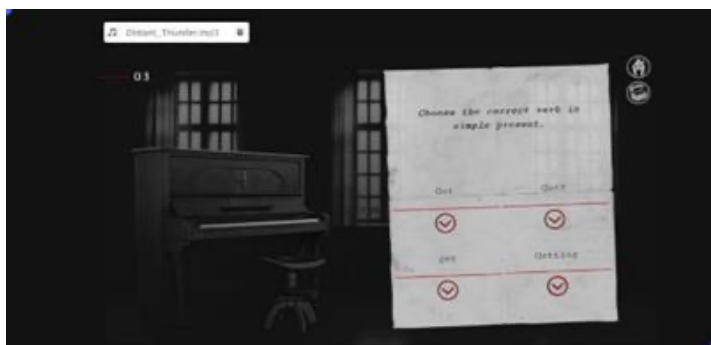 Distant_Thunder.mp3
03
Choose the correct verb in
simple present.
Got
get
Getting